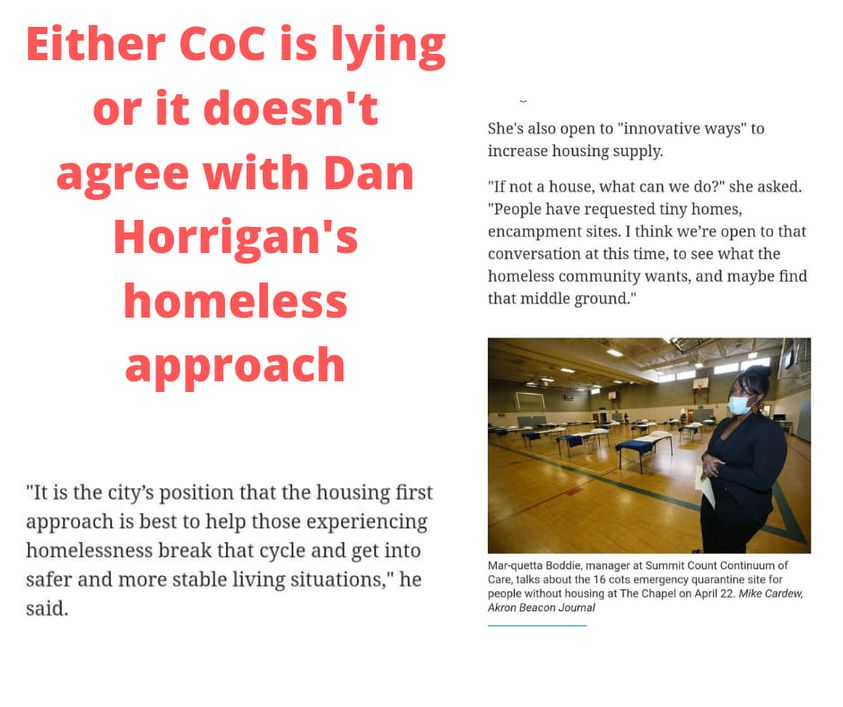 Either CoC is lying
or it doesn't
agree with Dan
Horrigan's
homeless
approach
"It is the city’s position that the housing first
approach is best to help those experiencing
homelessness break that cycle and get into
safer and more stable living situations," he
said.
She's also open to "innovative ways" to
increase housing supply.
"If not a house, what can we do?" she asked.
"People have requested tiny homes,
encampment sites. I think we’re open to that
conversation at this time, to see what the
homeless community wants, and maybe find
that middle ground."
Mar-quetta Boddie, manager at Summit Count Continuum of
Care, talks about the 16 cots emergency quarantine site for
people without housing at The Chapel on April 22. Mike Cardew,
Akron Beacon Journal